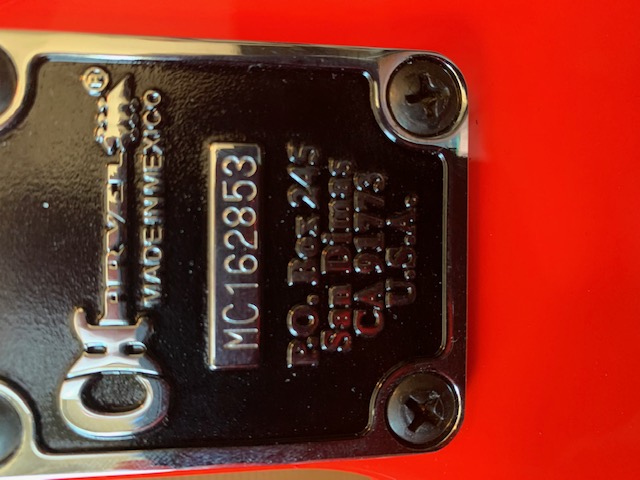 CHARVEL®
MADE IN MEXICO
MC162853
P.O. Box 245
San Dimas
CA 91773
U.S.A.